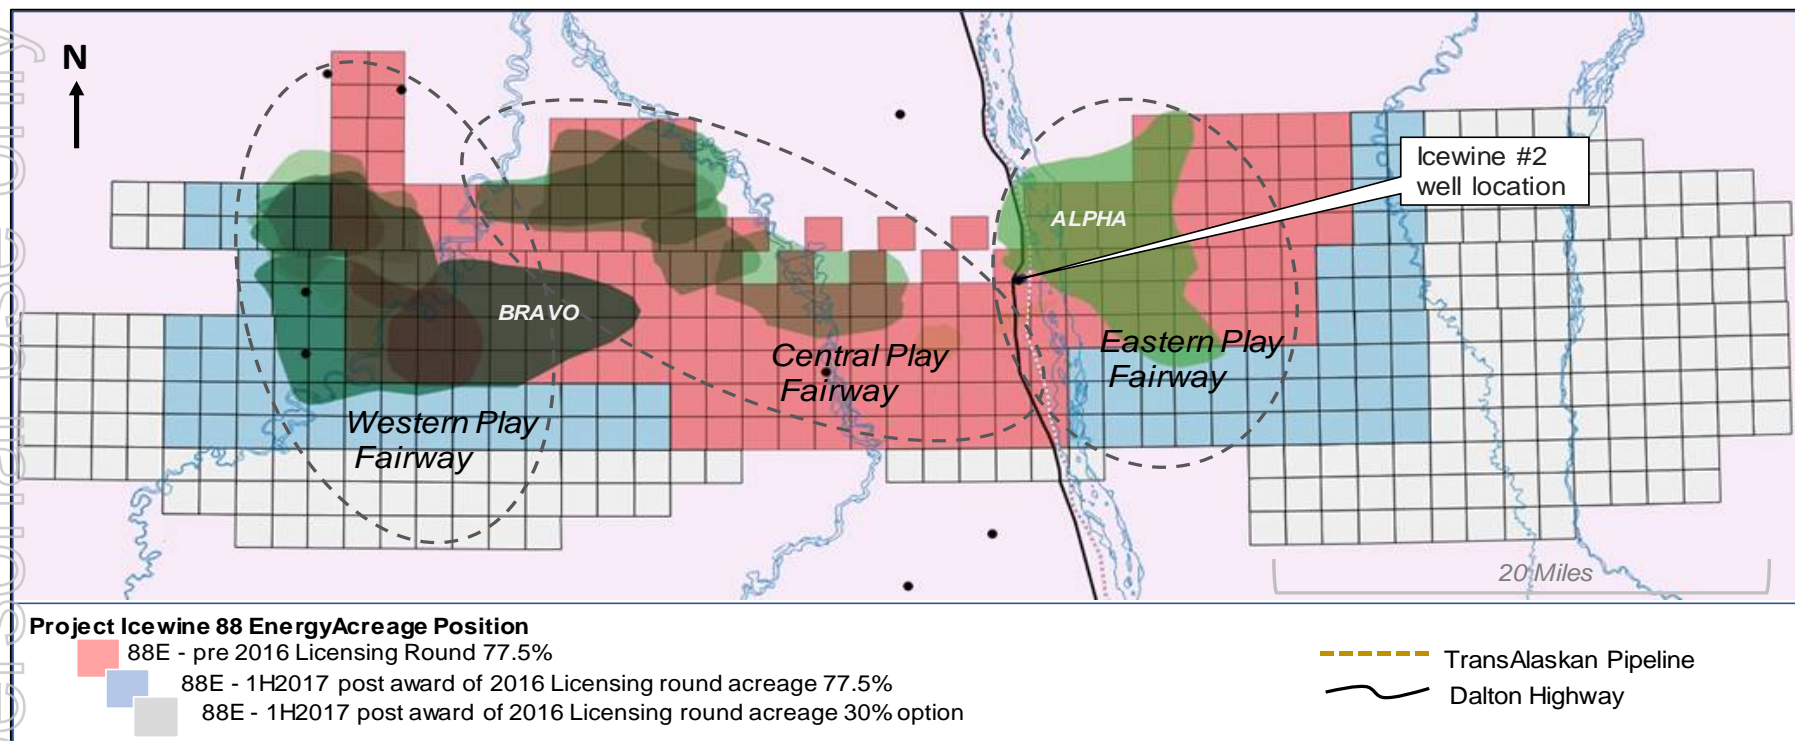 N
Icewine #2
well location
ALPHA
BRAVO
Central Play
Fairway
Eastern Play
Fairway
Western Play
Fairway
20 Miles
Project Icewine 88 EnergyAcreage Position
88E - pre 2016 Licensing Round 77.5%
88E - 1H2017 post award of 2016 Licensing round acreage 77.5%
88E - 1H2017 post award of 2016 Licensing round acreage 30% option
TransAlaskan Pipeline
Dalton Highway